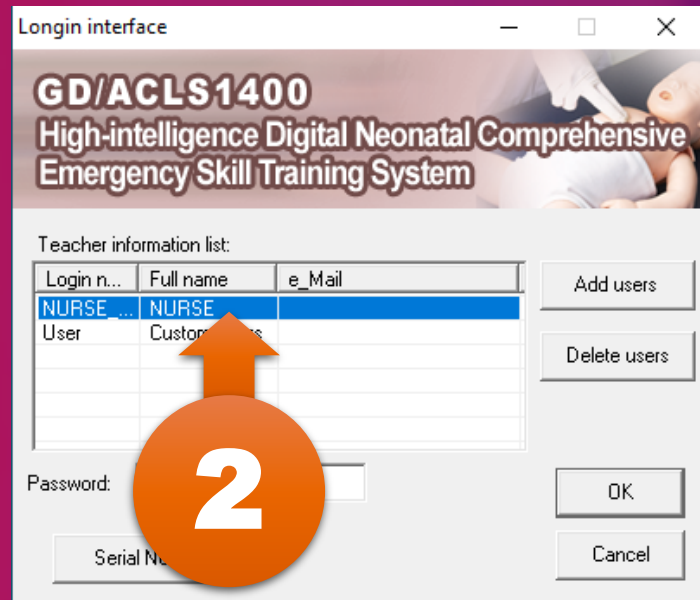 Longin interface
GD/ACLS1400
High-intelligence Digital Neonatal Comprehensive
Emergency Skill Training System
Teacher information list:
Login n... Full name e_Mail
Add users
NURSE_... NURSE
User
Delete users
2
Password:
OK
Serial
Cancel